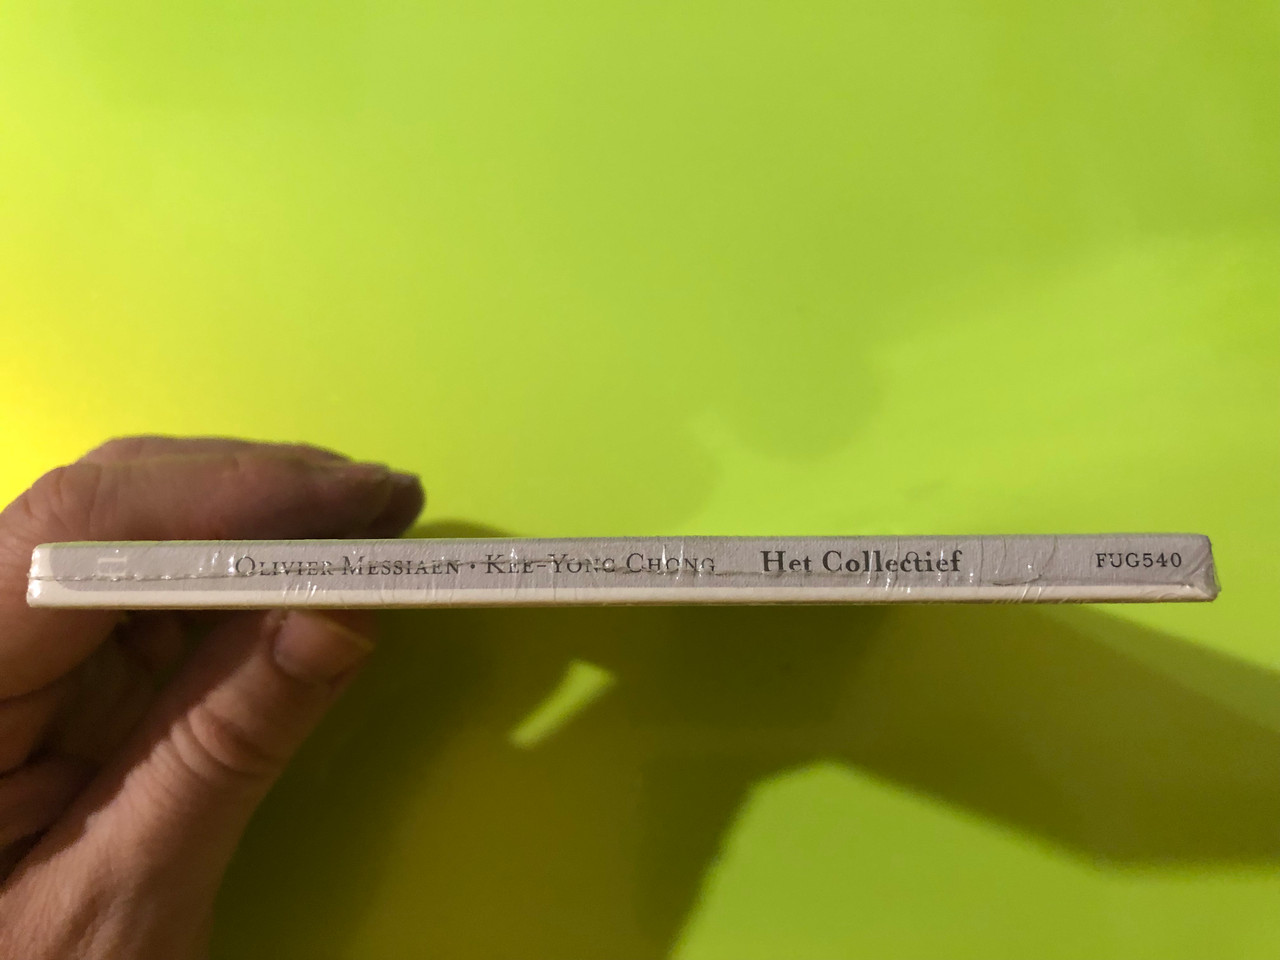 Olivier Messiaen · Kee-Yong Chong Het Collectief FUG540